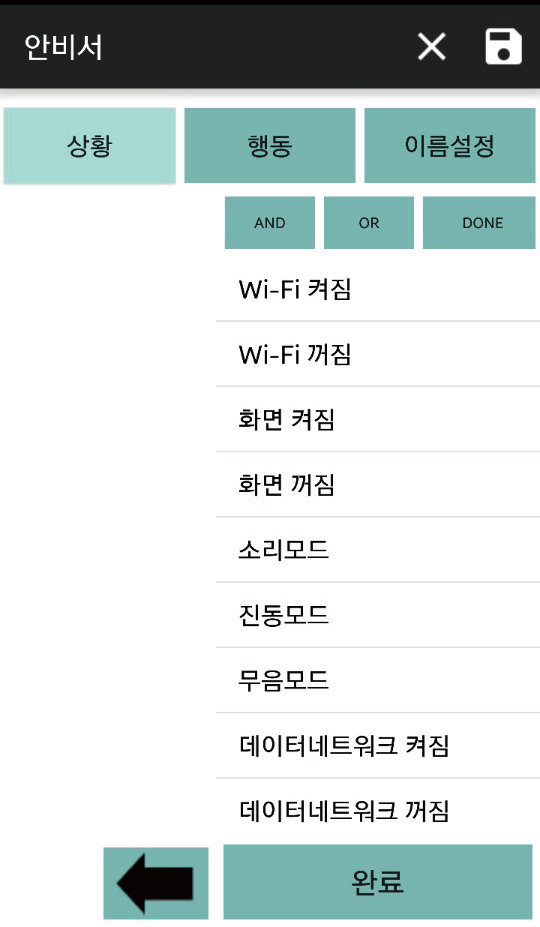 안비서
상황 행동 이름설정
AND OR DONE
Wi-Fi 켜짐
Wi-Fi 꺼짐
화면 켜짐
화면 꺼짐
소리모드
진동모드
무음모드
데이터네트워크 켜짐
데이터네트워크 꺼짐
완료